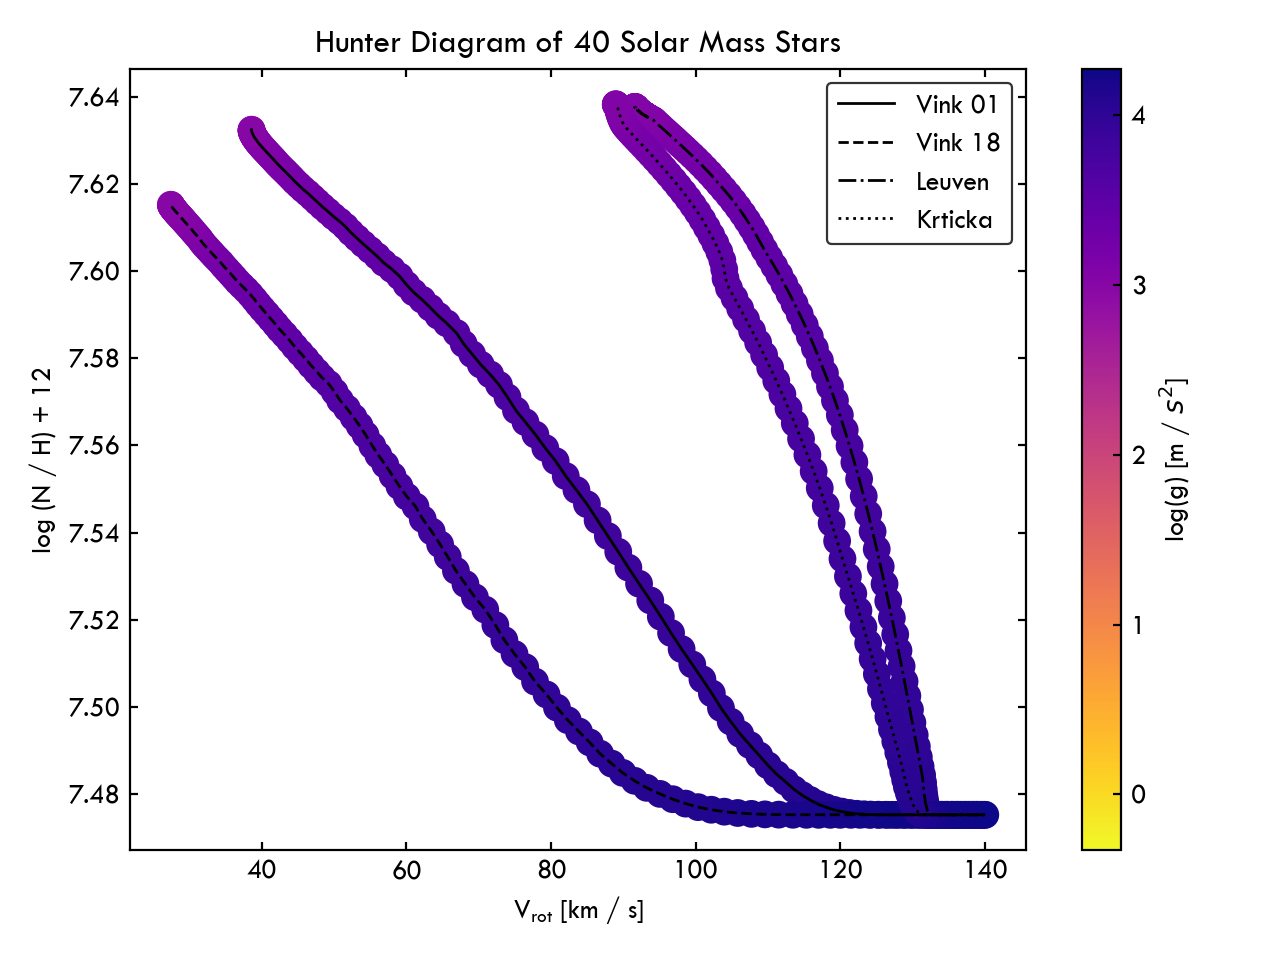 Hunter Diagram of 40 Solar Mass Stars
7.64
7.62
7.60
7.58
7.56
7.54
7.52
7.50
7.48
log (N / H) + 12
40
60
80
100
120
140
V_rot [km / s]
Vink 01
Vink 18
Leuven
Krticka
4
3
2
1
0
log(g) [m / s²]